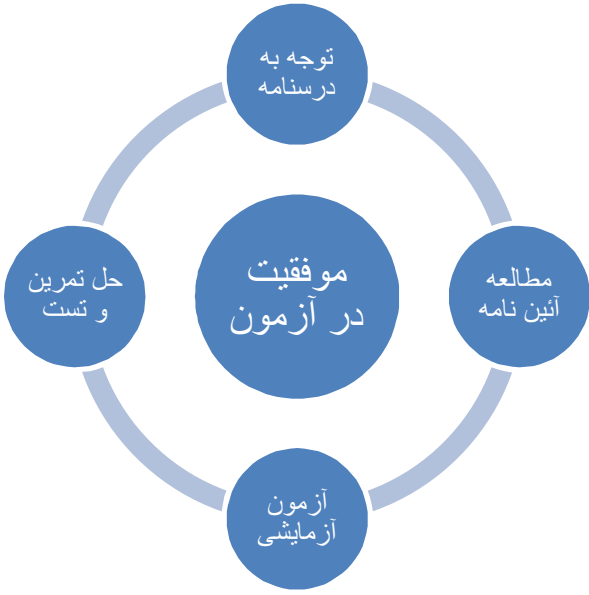 توجه به
درسنامه
مطالعه
آئین نامه
موفقیت
در آزمون
حل تمرین
و تست
آزمون
آزمایشی